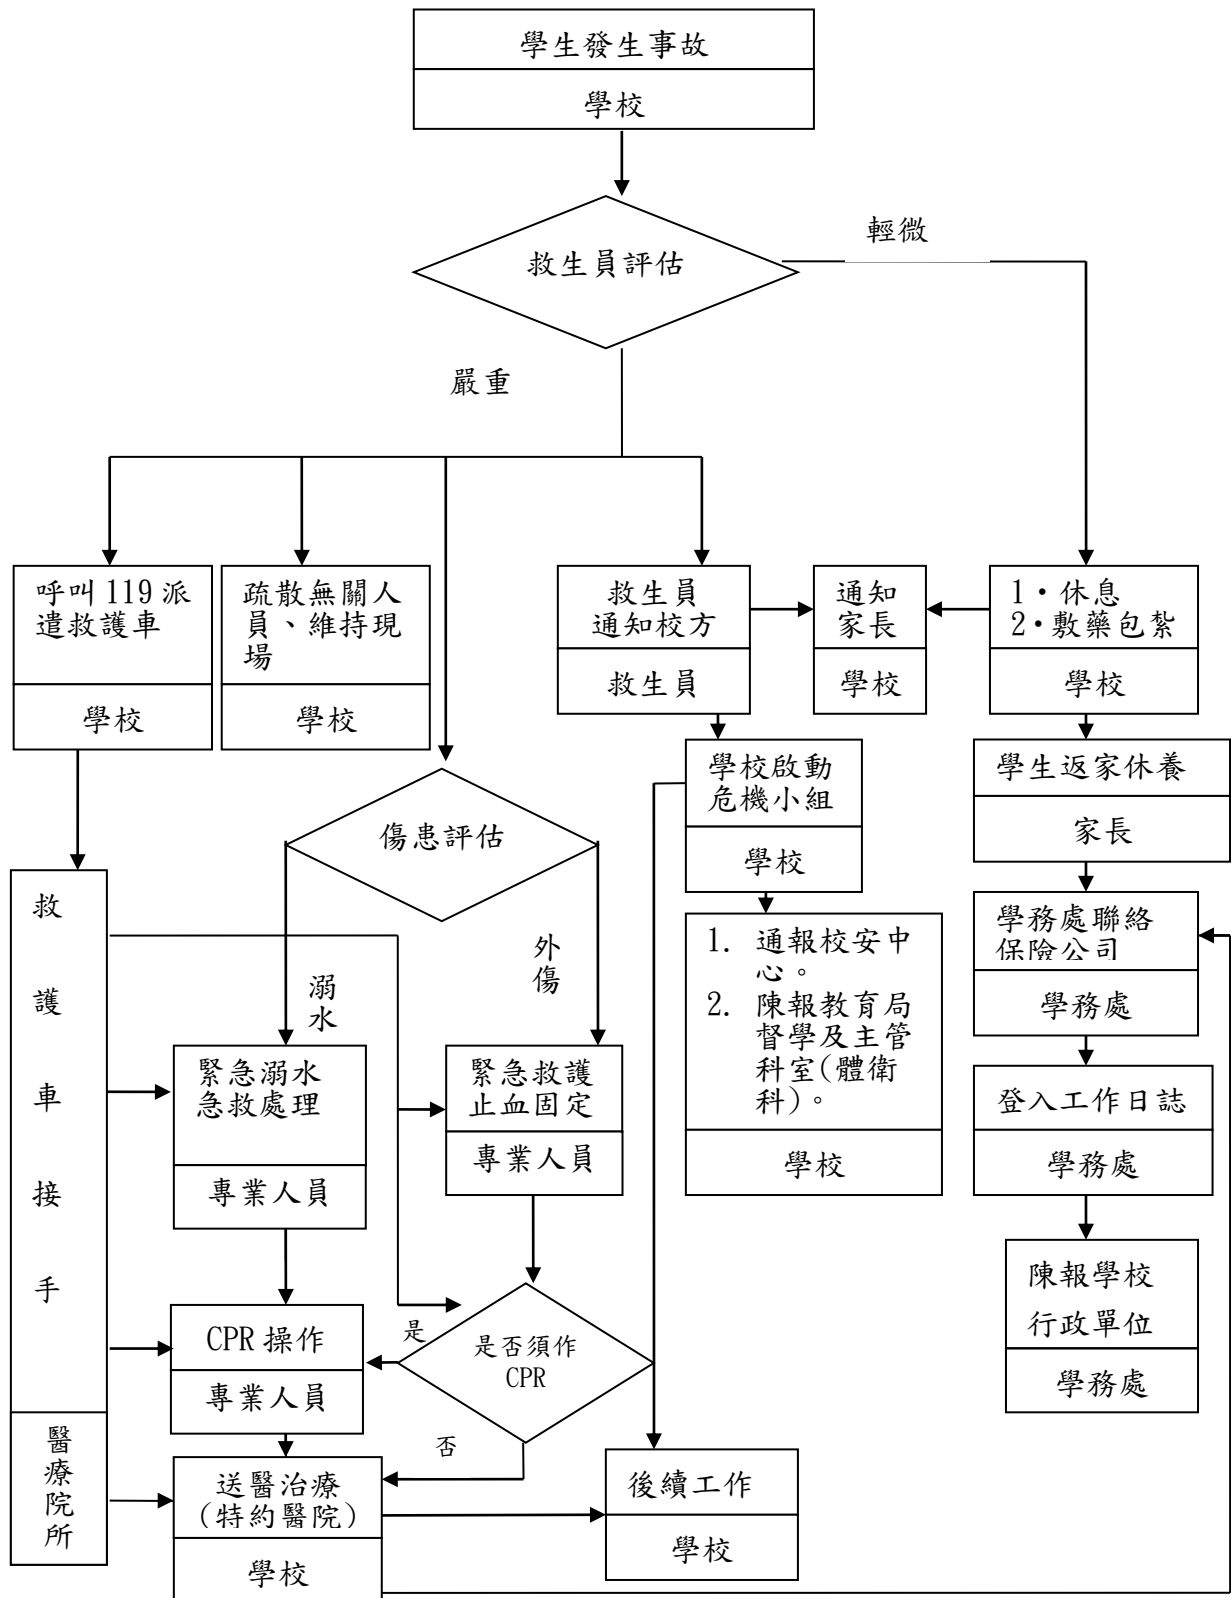 學生發生事故
學校
救生員評估
輕微
嚴重
呼叫119派
遣救護車
學校
疏散無關人
員、維持現
場
學校
救生員
通知校方
救生員
通知
家長
學校
1‧休息
2‧敷藥包紮
學校
學校啟動
危機小組
學校
學生返家休養
家長
傷患評估
溺水
外傷
救護車接手
醫療院所
緊急溺水
急救處理
專業人員
緊急救護
止血固定
專業人員
1. 通報校安中
心。
2. 陳報教育局
督學及主管
科室(體衛
科)。
學校
學務處聯絡
保險公司
學務處
登入工作日誌
學務處
陳報學校
行政單位
學務處
CPR操作
專業人員
是
是否須作
CPR
否
送醫治療
(特約醫院)
學校
後續工作
學校